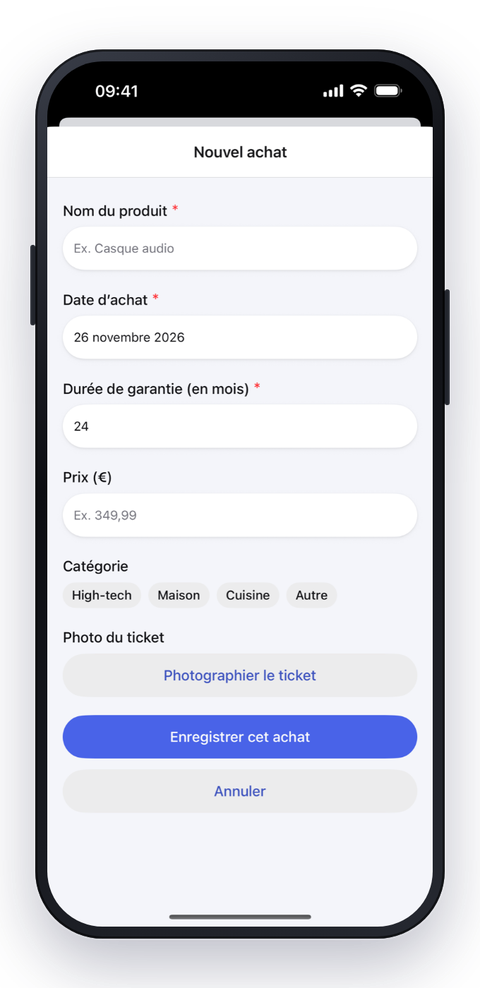 09:41
Nouvel achat
Nom du produit *
Ex. Casque audio
Date d’achat *
26 novembre 2026
Durée de garantie (en mois) *
24
Prix (€)
Ex. 349,99
Catégorie
High-tech Maison Cuisine Autre
Photo du ticket
Photographier le ticket
Enregistrer cet achat
Annuler